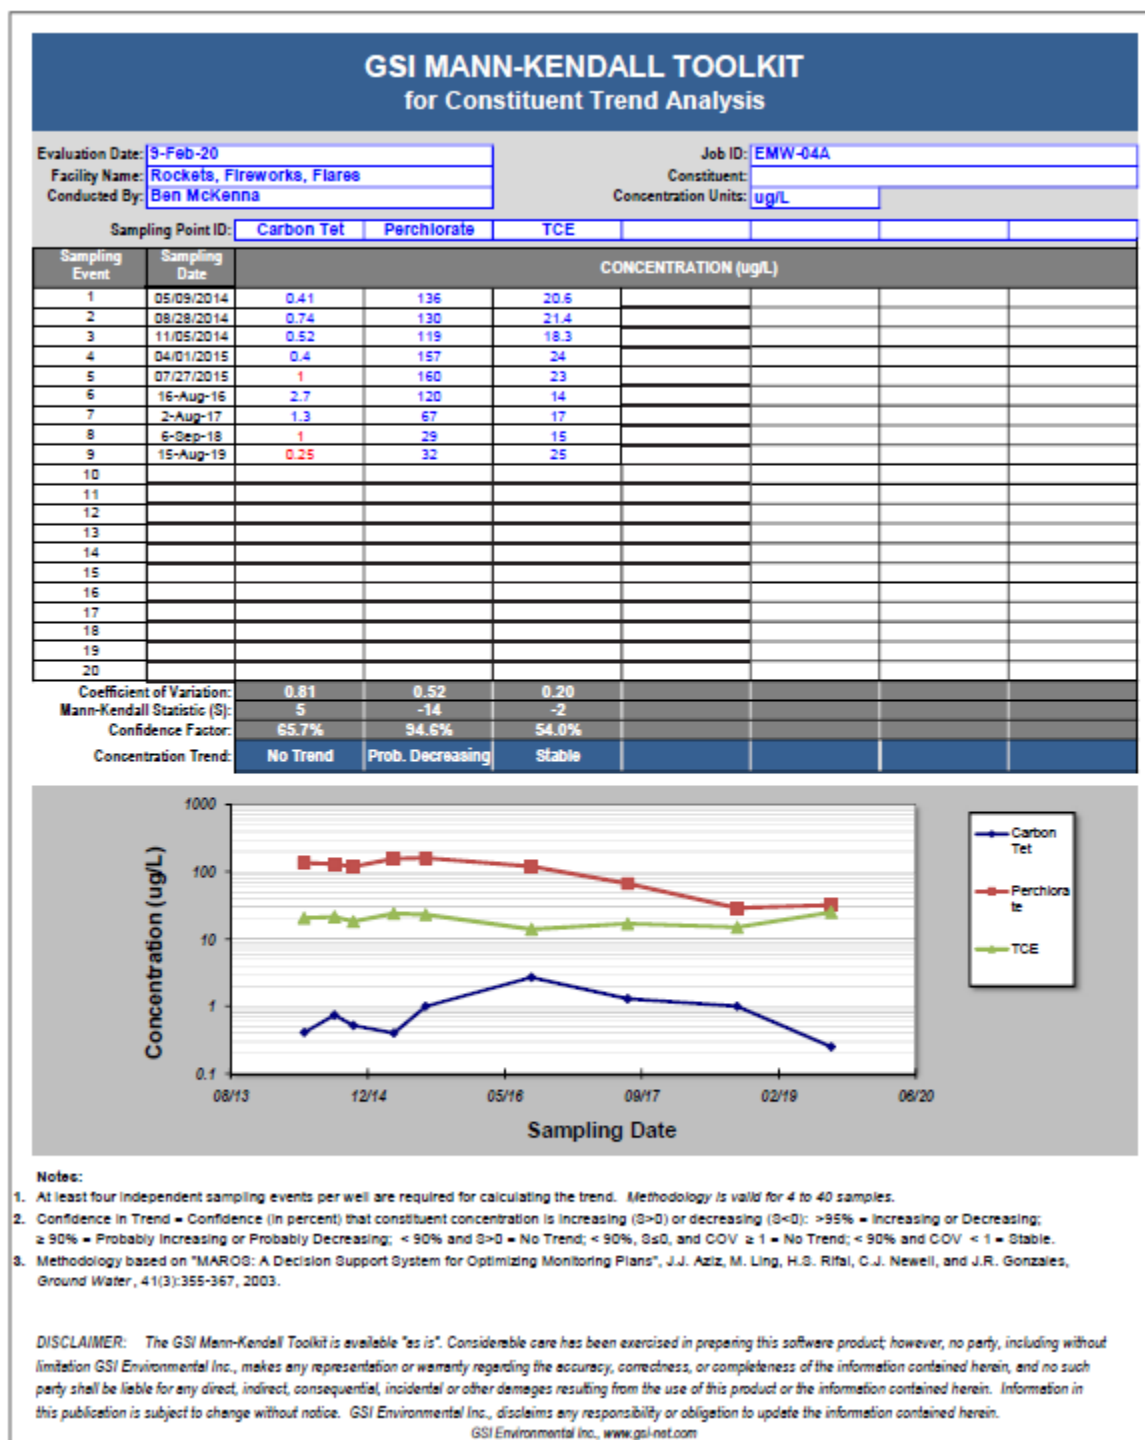 GSI MANN-KENDALL TOOLKIT
for Constituent Trend Analysis
Evaluation Date: 9-Feb-20 Job ID: EMW-04A
Facility Name: Rockets, Fireworks, Flares Constituent:
Conducted By: Ben McKenna Concentration Units: ug/L
Sampling Point ID: Carbon Tet Perchlorate TCE
Sampling Event Sampling Date CONCENTRATION (ug/L)
1 05/09/2014 0.41 136 20.6
2 08/28/2014 0.74 130 21.4
3 11/05/2014 0.52 119 18.3
4 04/01/2015 0.4 157 24
5 07/27/2015 1 160 23
6 16-Aug-16 2.7 120 14
7 2-Aug-17 1.3 67 17
8 6-Sep-18 1 29 15
9 15-Aug-19 0.25 32 25
10
11
12
13
14
15
16
17
18
19
20
Coefficient of Variation: 0.81 0.52 0.20
Mann-Kendall Statistic (S): 5 -14 -2
Confidence Factor: 65.7% 94.6% 54.0%
Concentration Trend: No Trend Prob. Decreasing Stable
Concentration (ug/L)
1000
100
10
1
0.1
08/13 12/14 05/16 09/17 02/19 06/20
Sampling Date
Carbon
Tet
Perchlora
te
TCE
Notes:
1. At least four independent sampling events per well are required for calculating the trend. Methodology is valid for 4 to 40 samples.
2. Confidence in Trend = Confidence (in percent) that constituent concentration is increasing (S>0) or decreasing (S<0): >95% = Increasing or Decreasing;
≥ 90% = Probably Increasing or Probably Decreasing; < 90% and S>0 = No Trend; < 90%, S≤0, and COV ≥ 1 = No Trend; < 90% and COV < 1 = Stable.
3. Methodology based on "MAROS: A Decision Support System for Optimizing Monitoring Plans", J.J. Aziz, M. Ling, H.S. Rifai, C.J. Newell, and J.R. Gonzales,
Ground Water, 41(3):355-367, 2003.
DISCLAIMER: The GSI Mann-Kendall Toolkit is available "as is". Considerable care has been exercised in preparing this software product; however, no party, including without
limitation GSI Environmental Inc., makes any representation or warranty regarding the accuracy, correctness, or completeness of the information contained herein, and no such
party shall be liable for any direct, indirect, consequential, incidental or other damages resulting from the use of this product or the information contained herein. Information in
this publication is subject to change without notice. GSI Environmental Inc., disclaims any responsibility or obligation to update the information contained herein.
GSI Environmental Inc., www.gsi-net.com